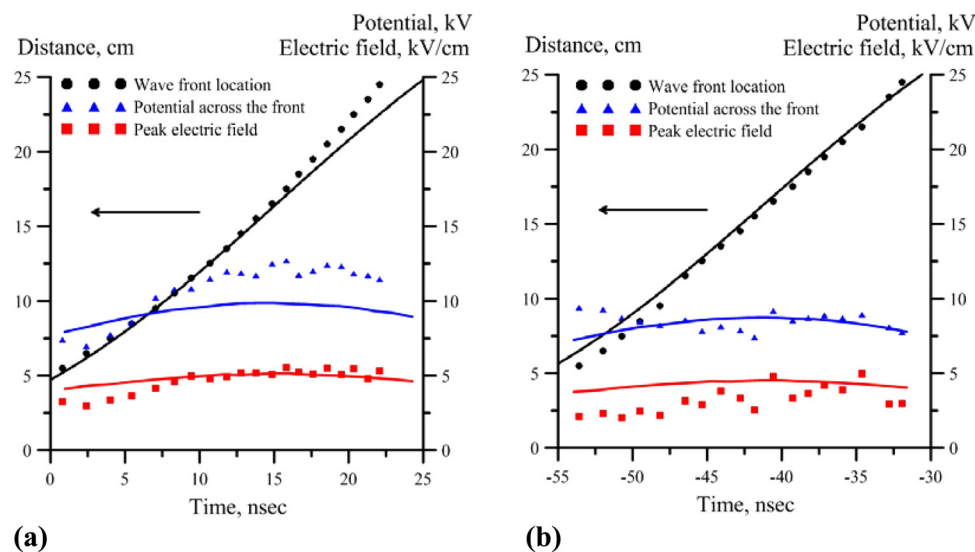 Potential, kV
Distance, cm Electric field, kV/cm
25 25
Wave front location
Potential across the front
Peak electric field
20 20
15 15
10 10
5 5
0 0
0 5 10 15 20 25
Time, nsec
(a)
Potential, kV
Distance, cm Electric field, kV/cm
25 25
Wave front location
Potential across the front
Peak electric field
20 20
15 15
10 10
5 5
0 0
-55 -50 -45 -40 -35 -30
Time, nsec
(b)